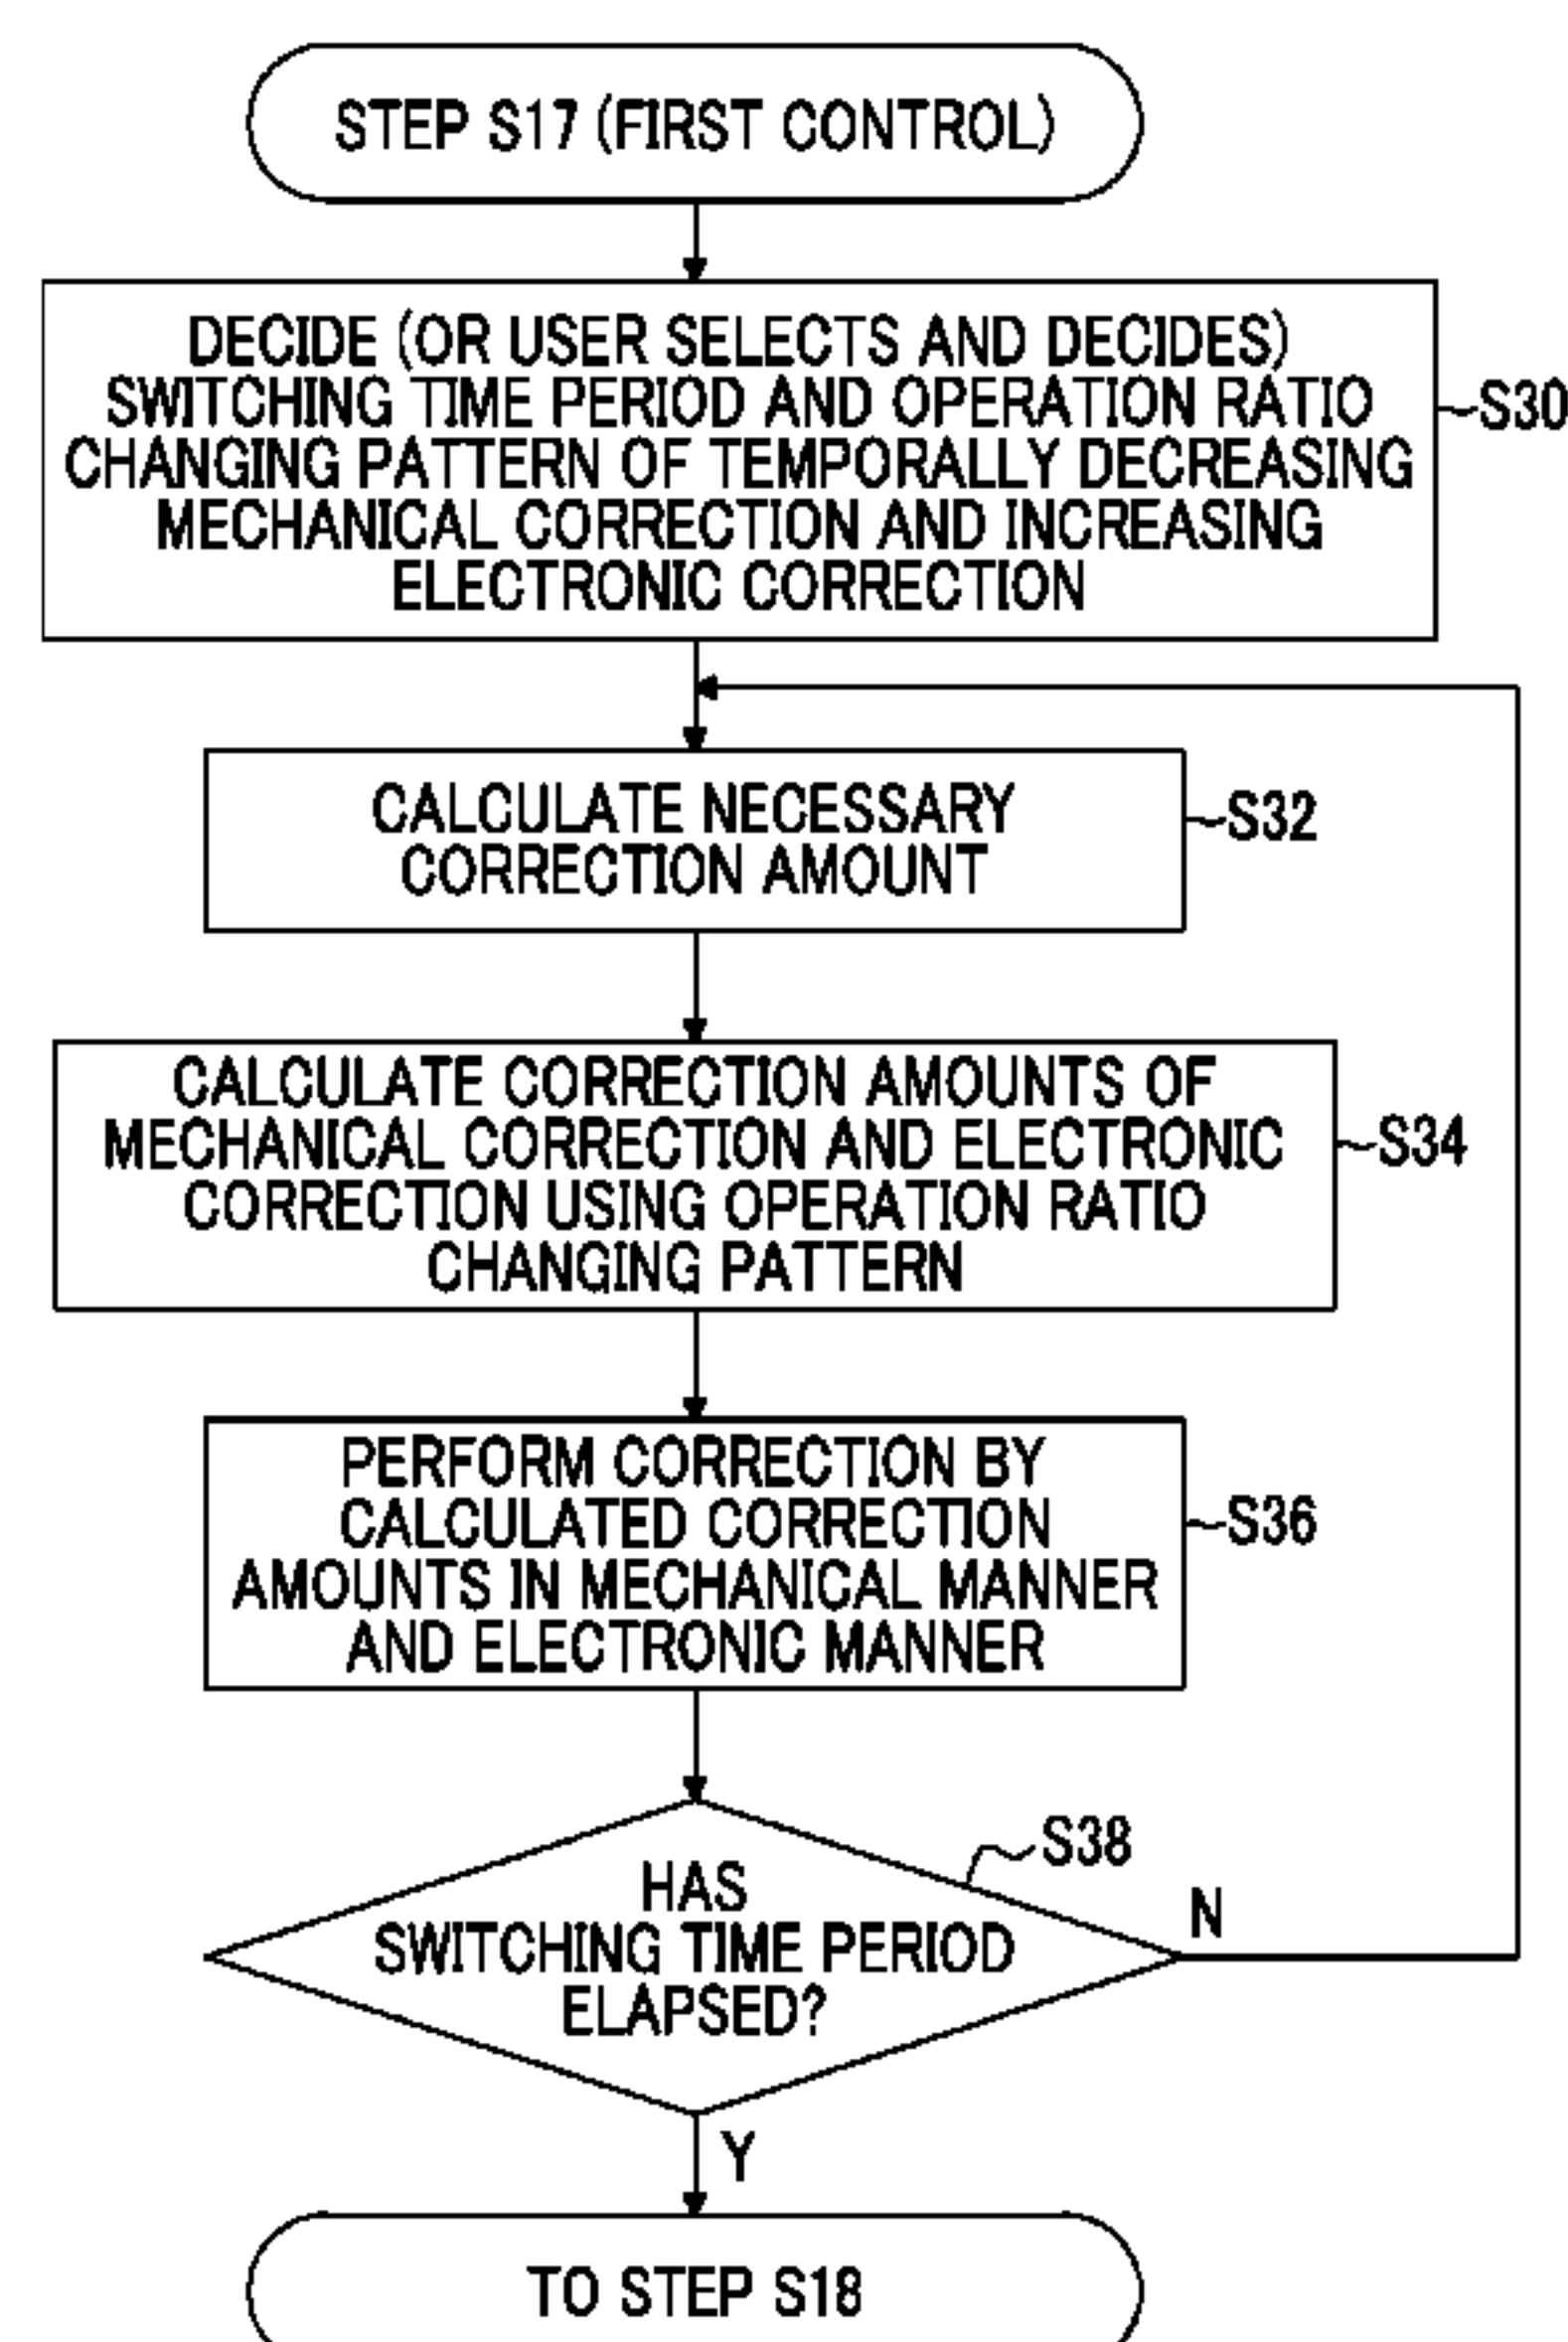 STEP S17 (FIRST CONTROL)
DECIDE (OR USER SELECTS AND DECIDES)
SWITCHING TIME PERIOD AND OPERATION RATIO
CHANGING PATTERN OF TEMPORALLY DECREASING
MECHANICAL CORRECTION AND INCREASING
ELECTRONIC CORRECTION
S30
CALCULATE NECESSARY
CORRECTION AMOUNT
S32
CALCULATE CORRECTION AMOUNTS OF
MECHANICAL CORRECTION AND ELECTRONIC
CORRECTION USING OPERATION RATIO
CHANGING PATTERN
S34
PERFORM CORRECTION BY
CALCULATED CORRECTION
AMOUNTS IN MECHANICAL MANNER
AND ELECTRONIC MANNER
S36
HAS
SWITCHING TIME PERIOD
ELAPSED?
S38
N
Y
TO STEP S18